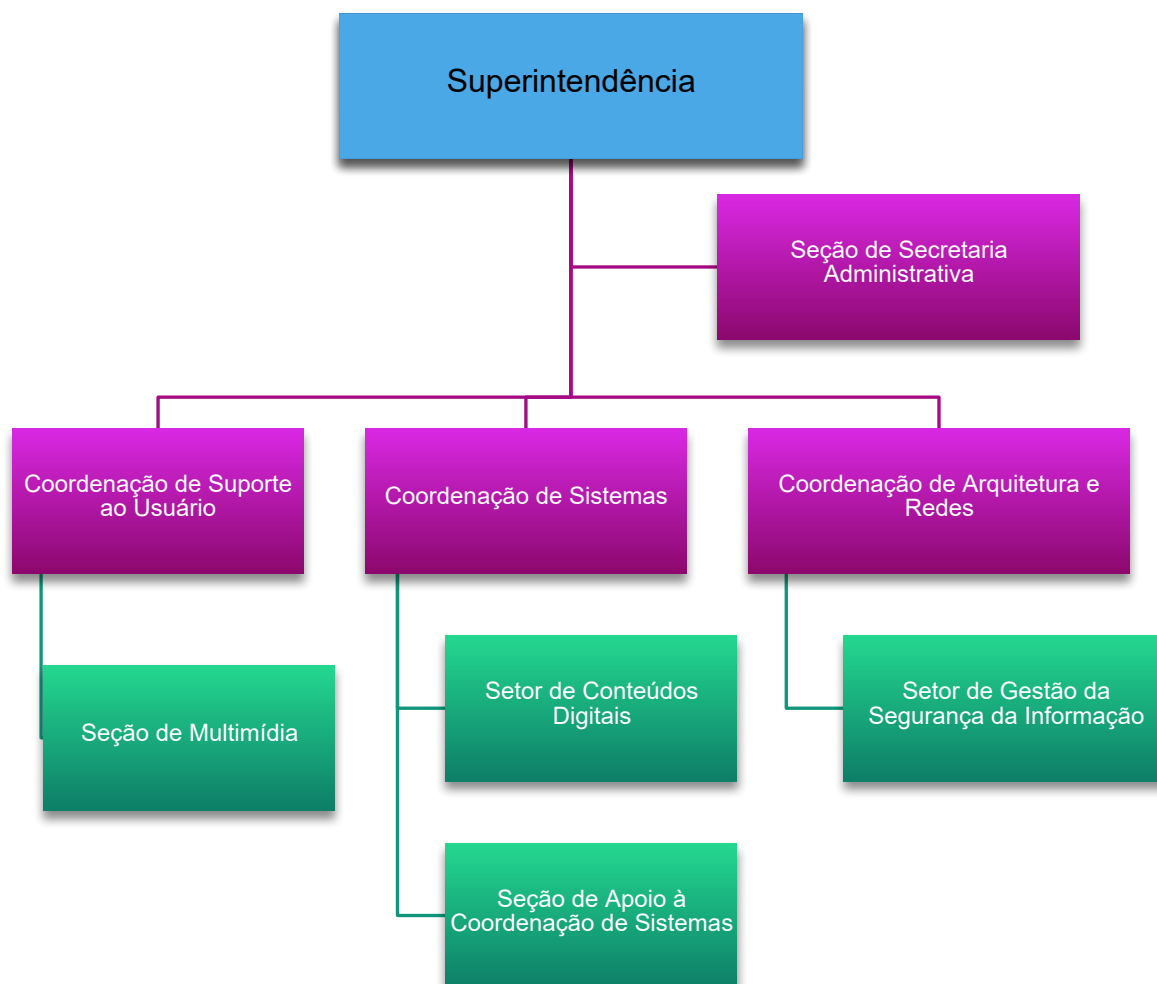 Superintendência
Seção de Secretaria
Administrativa
Coordenação de Suporte
ao Usuário
Coordenação de Sistemas
Coordenação de Arquitetura e
Redes
Seção de Multimídia
Setor de Conteúdos
Digitais
Setor de Gestão da
Segurança da Informação
Seção de Apoio à
Coordenação de Sistemas